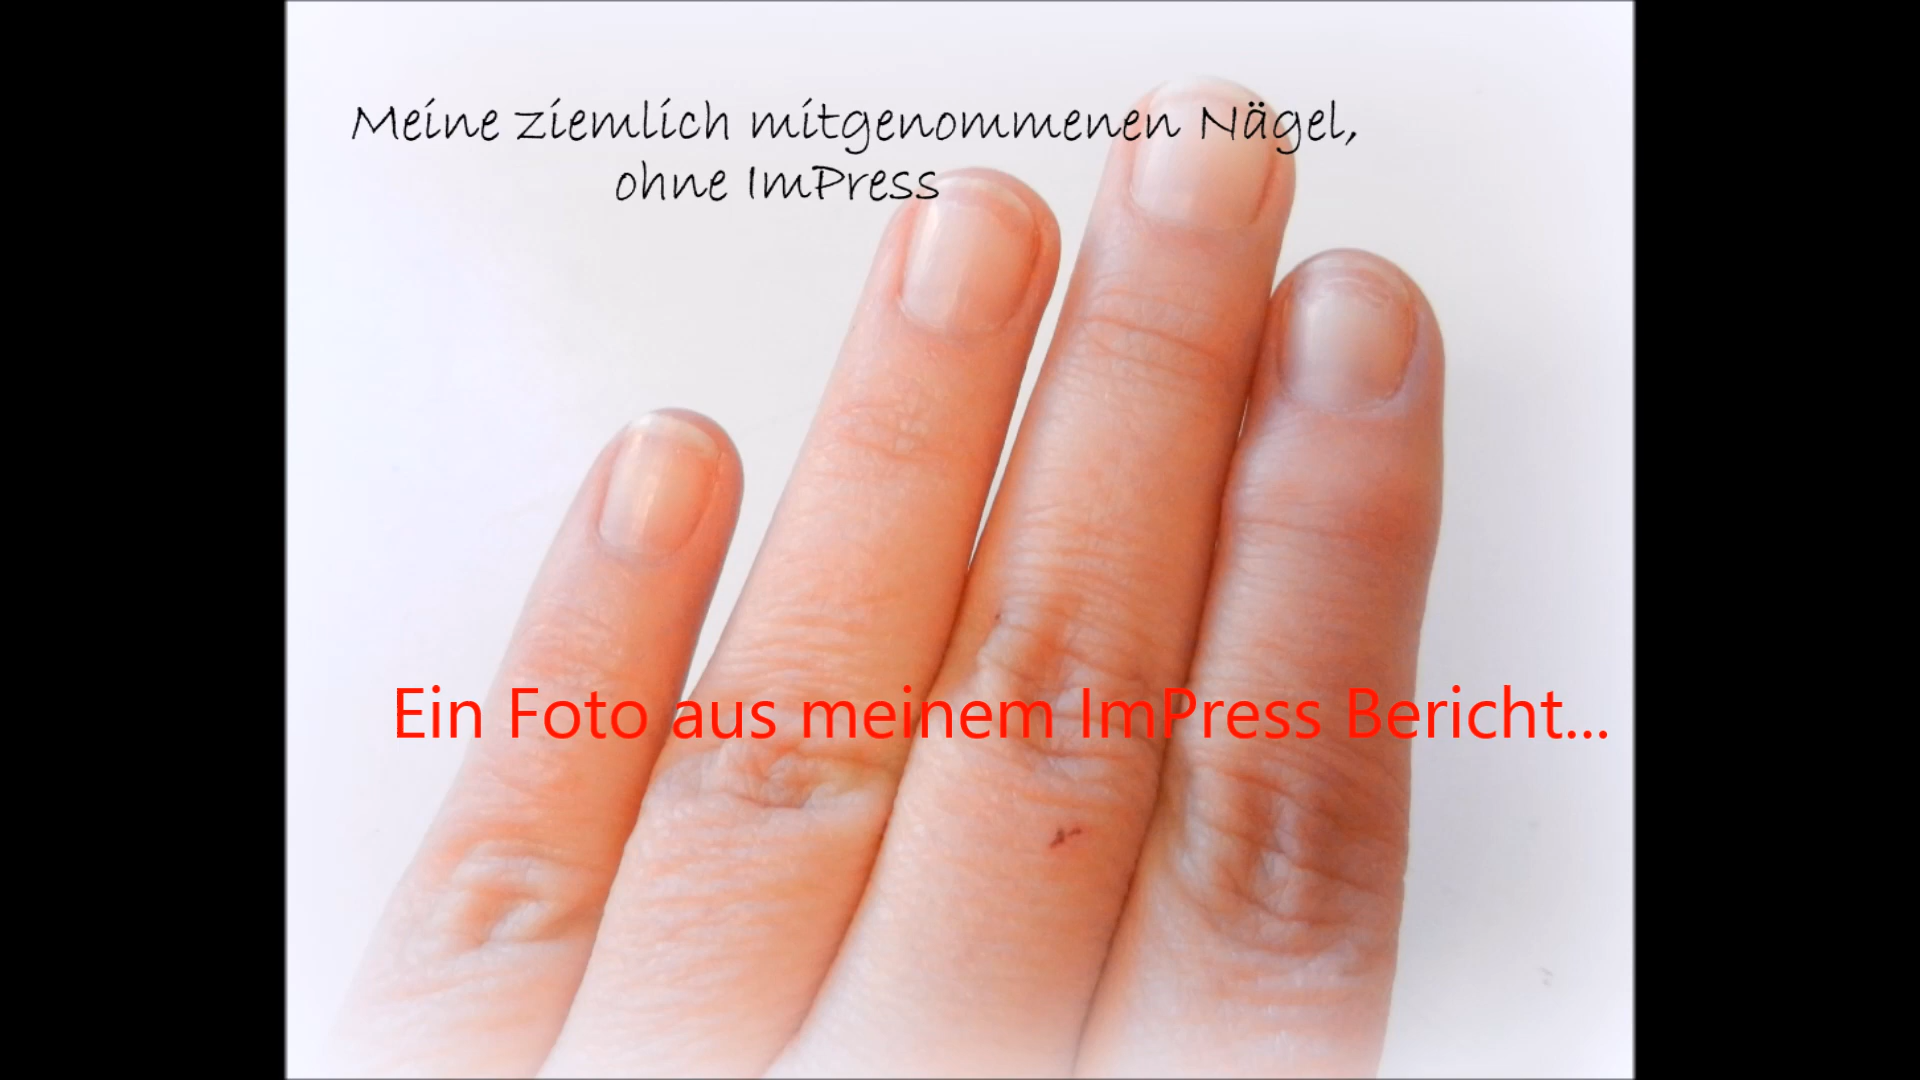 Meine ziemlich mitgenommenen Nägel,
ohne ImPress
Ein Foto aus meinem ImPress Bericht...